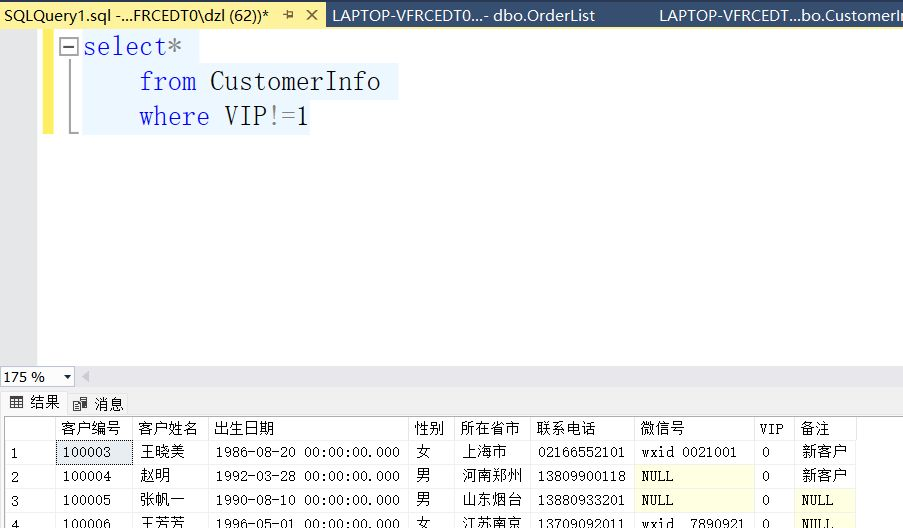 SQLQuery1.sql -...FRCEDT0\dzl (62))* LAPTOP-VFRCEDT0...- dbo.OrderList LAPTOP-VFRCEDT...bo.CustomerIn
select*
from CustomerInfo
where VIP!=1
175 %
结果 消息
客户编号 客户姓名 出生日期 性别 所在省市 联系电话 微信号 VIP 备注
1 100003 王晓美 1986-08-20 00:00:00.000 女 上海市 02166552101 wxid 0021001 0 新客户
2 100004 赵明 1992-03-28 00:00:00.000 男 河南郑州 13809900118 NULL 0 新客户
3 100005 张帆一 1990-08-10 00:00:00.000 男 山东烟台 13880933201 NULL 0 NULL
4 100006 王芳芳 1996-05-01 00:00:00.000 女 江苏南京 13709092011 wxid_7890921 0 NULL